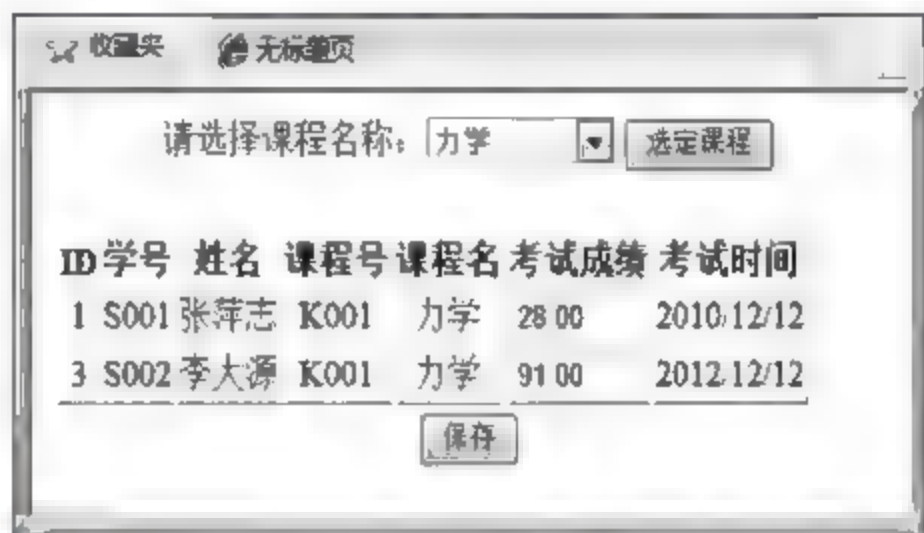 收藏夹 无标题页
请选择课程名称: 力学 选定课程
ID 学号 姓名 课程号 课程名 考试成绩 考试时间
1 S001 张萍志 K001 力学 28.00 2010/12/12
3 S002 李大源 K001 力学 91.00 2012/12/12
保存